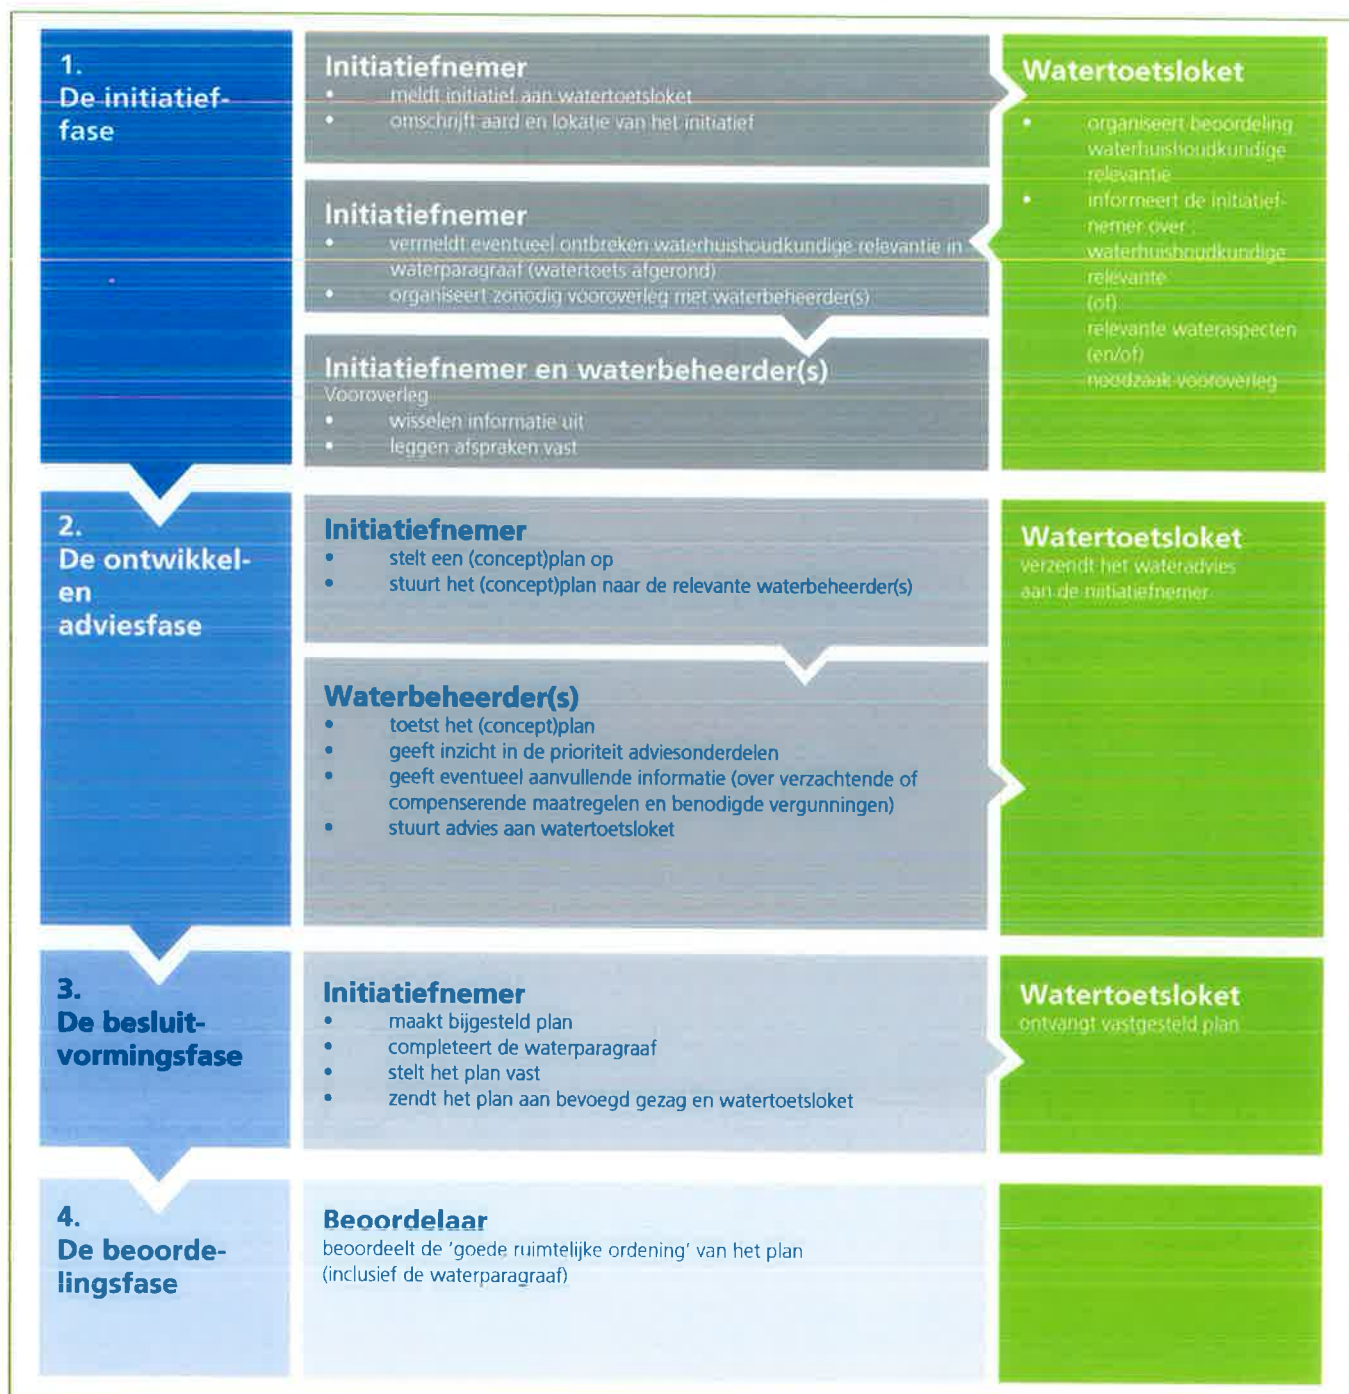 1.
De initiatief-
fase
Initiatiefnemer
• meldt initiatief aan watertoetsloket
• omschrijft aard en lokatie van het initiatief
Watertoetsloket
• organiseert beoordeling
waterhuishoudkundige
relevantie
• informeert de initiatief-
nemer over :
waterhuishoudkundige
relevante
(of)
relevante wateraspecten
(en/of)
noodzaak vooroverleg
Initiatiefnemer
• vermeldt eventueel ontbreken waterhuishoudkundige relevantie in
waterparagraaf (watertoets afgerond)
• organiseert zonodig vooroverleg met waterbeheerder(s)
Initiatiefnemer en waterbeheerder(s)
Vooroverleg
• wisselen informatie uit
• leggen afspraken vast
2.
De ontwikkel-
en
adviesfase
Initiatiefnemer
• stelt een (concept)plan op
• stuurt het (concept)plan naar de relevante waterbeheerder(s)
Watertoetsloket
verzendt het wateradvies
aan de niitiatiefnemer
Waterbeheerder(s)
• toetst het (concept)plan
• geeft inzicht in de prioriteit adviesonderdelen
• geeft eventueel aanvullende informatie (over verzachtende of
compenserende maatregelen en benodigde vergunningen)
• stuurt advies aan watertoetsloket
3.
De besluit-
vormingsfase
Initiatiefnemer
• maakt bijgesteld plan
• completeert de waterparagraaf
• stelt het plan vast
• zendt het plan aan bevoegd gezag en watertoetsloket
Watertoetsloket
ontvangt vastgesteld plan
4.
De beoorde-
lingsfase
Beoordelaar
beoordeelt de 'goede ruimtelijke ordening' van het plan
(inclusief de waterparagraaf)